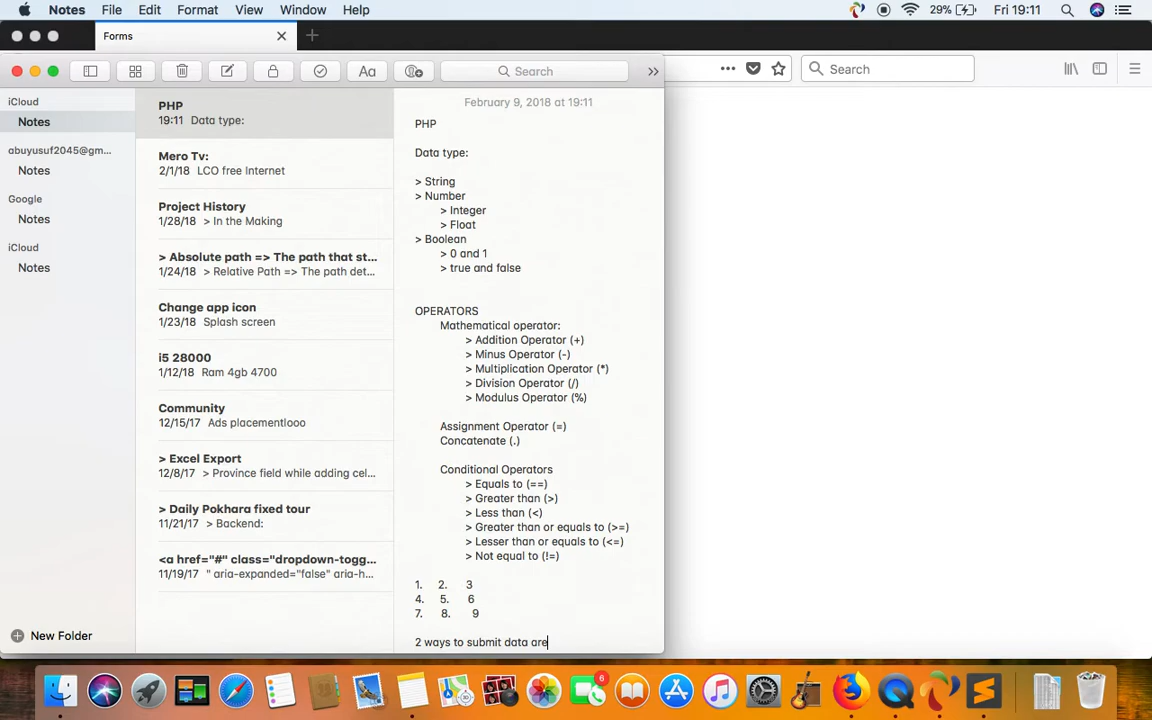 Notes File Edit Format View Window Help 29% Fri 19:11
Forms
Search
Aa Search
iCloud
Notes
abuyusuf2045@gm...
Notes
Google
Notes
iCloud
Notes
New Folder
PHP
19:11 Data type:
Mero Tv:
2/1/18 LCO free Internet
Project History
1/28/18 > In the Making
> Absolute path => The path that st...
1/24/18 > Relative Path => The path dete...
Change app icon
1/23/18 Splash screen
i5 28000
1/12/18 Ram 4gb 4700
Community
12/15/17 Ads placementlooo
> Excel Export
12/8/17 > Province field while adding cel...
> Daily Pokhara fixed tour
11/21/17 > Backend:
<a href="#" class="dropdown-togg...
11/19/17 " aria-expanded="false" aria-h...
February 9, 2018 at 19:11
PHP
Data type:
> String
> Number
> Integer
> Float
> Boolean
> 0 and 1
> true and false
OPERATORS
Mathematical operator:
> Addition Operator (+)
> Minus Operator (-)
> Multiplication Operator (*)
> Division Operator (/)
> Modulus Operator (%)
Assignment Operator (=)
Concatenate (.)
Conditional Operators
> Equals to (==)
> Greater than (>)
> Less than (<)
> Greater than or equals to (>=)
> Lesser than or equals to (<=)
> Not equal to (!=)
1. 2. 3
4. 5. 6
7. 8. 9
2 ways to submit data are
6